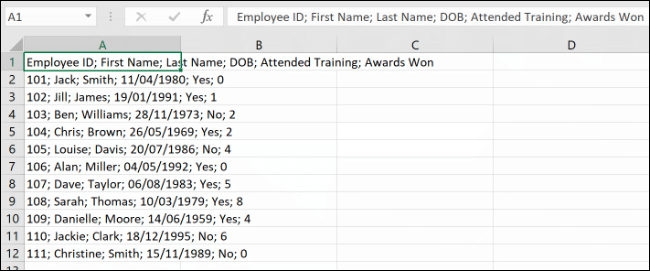 A1 Employee ID; First Name; Last Name; DOB; Attended Training; Awards Won
A B C D
1 Employee ID; First Name; Last Name; DOB; Attended Training; Awards Won
2 101; Jack; Smith; 11/04/1980; Yes; 0
3 102; Jill; James; 19/01/1991; Yes; 1
4 103; Ben; Williams; 28/11/1973; No; 2
5 104; Chris; Brown; 26/05/1969; Yes; 2
6 105; Louise; Davis; 20/07/1986; No; 4
7 106; Alan; Miller; 04/05/1992; Yes; 0
8 107; Dave; Taylor; 06/08/1983; Yes; 5
9 108; Sarah; Thomas; 10/03/1979; Yes; 8
10 109; Danielle; Moore; 14/06/1959; Yes; 4
11 110; Jackie; Clark; 18/12/1995; No; 6
12 111; Christine; Smith; 15/11/1989; No; 0